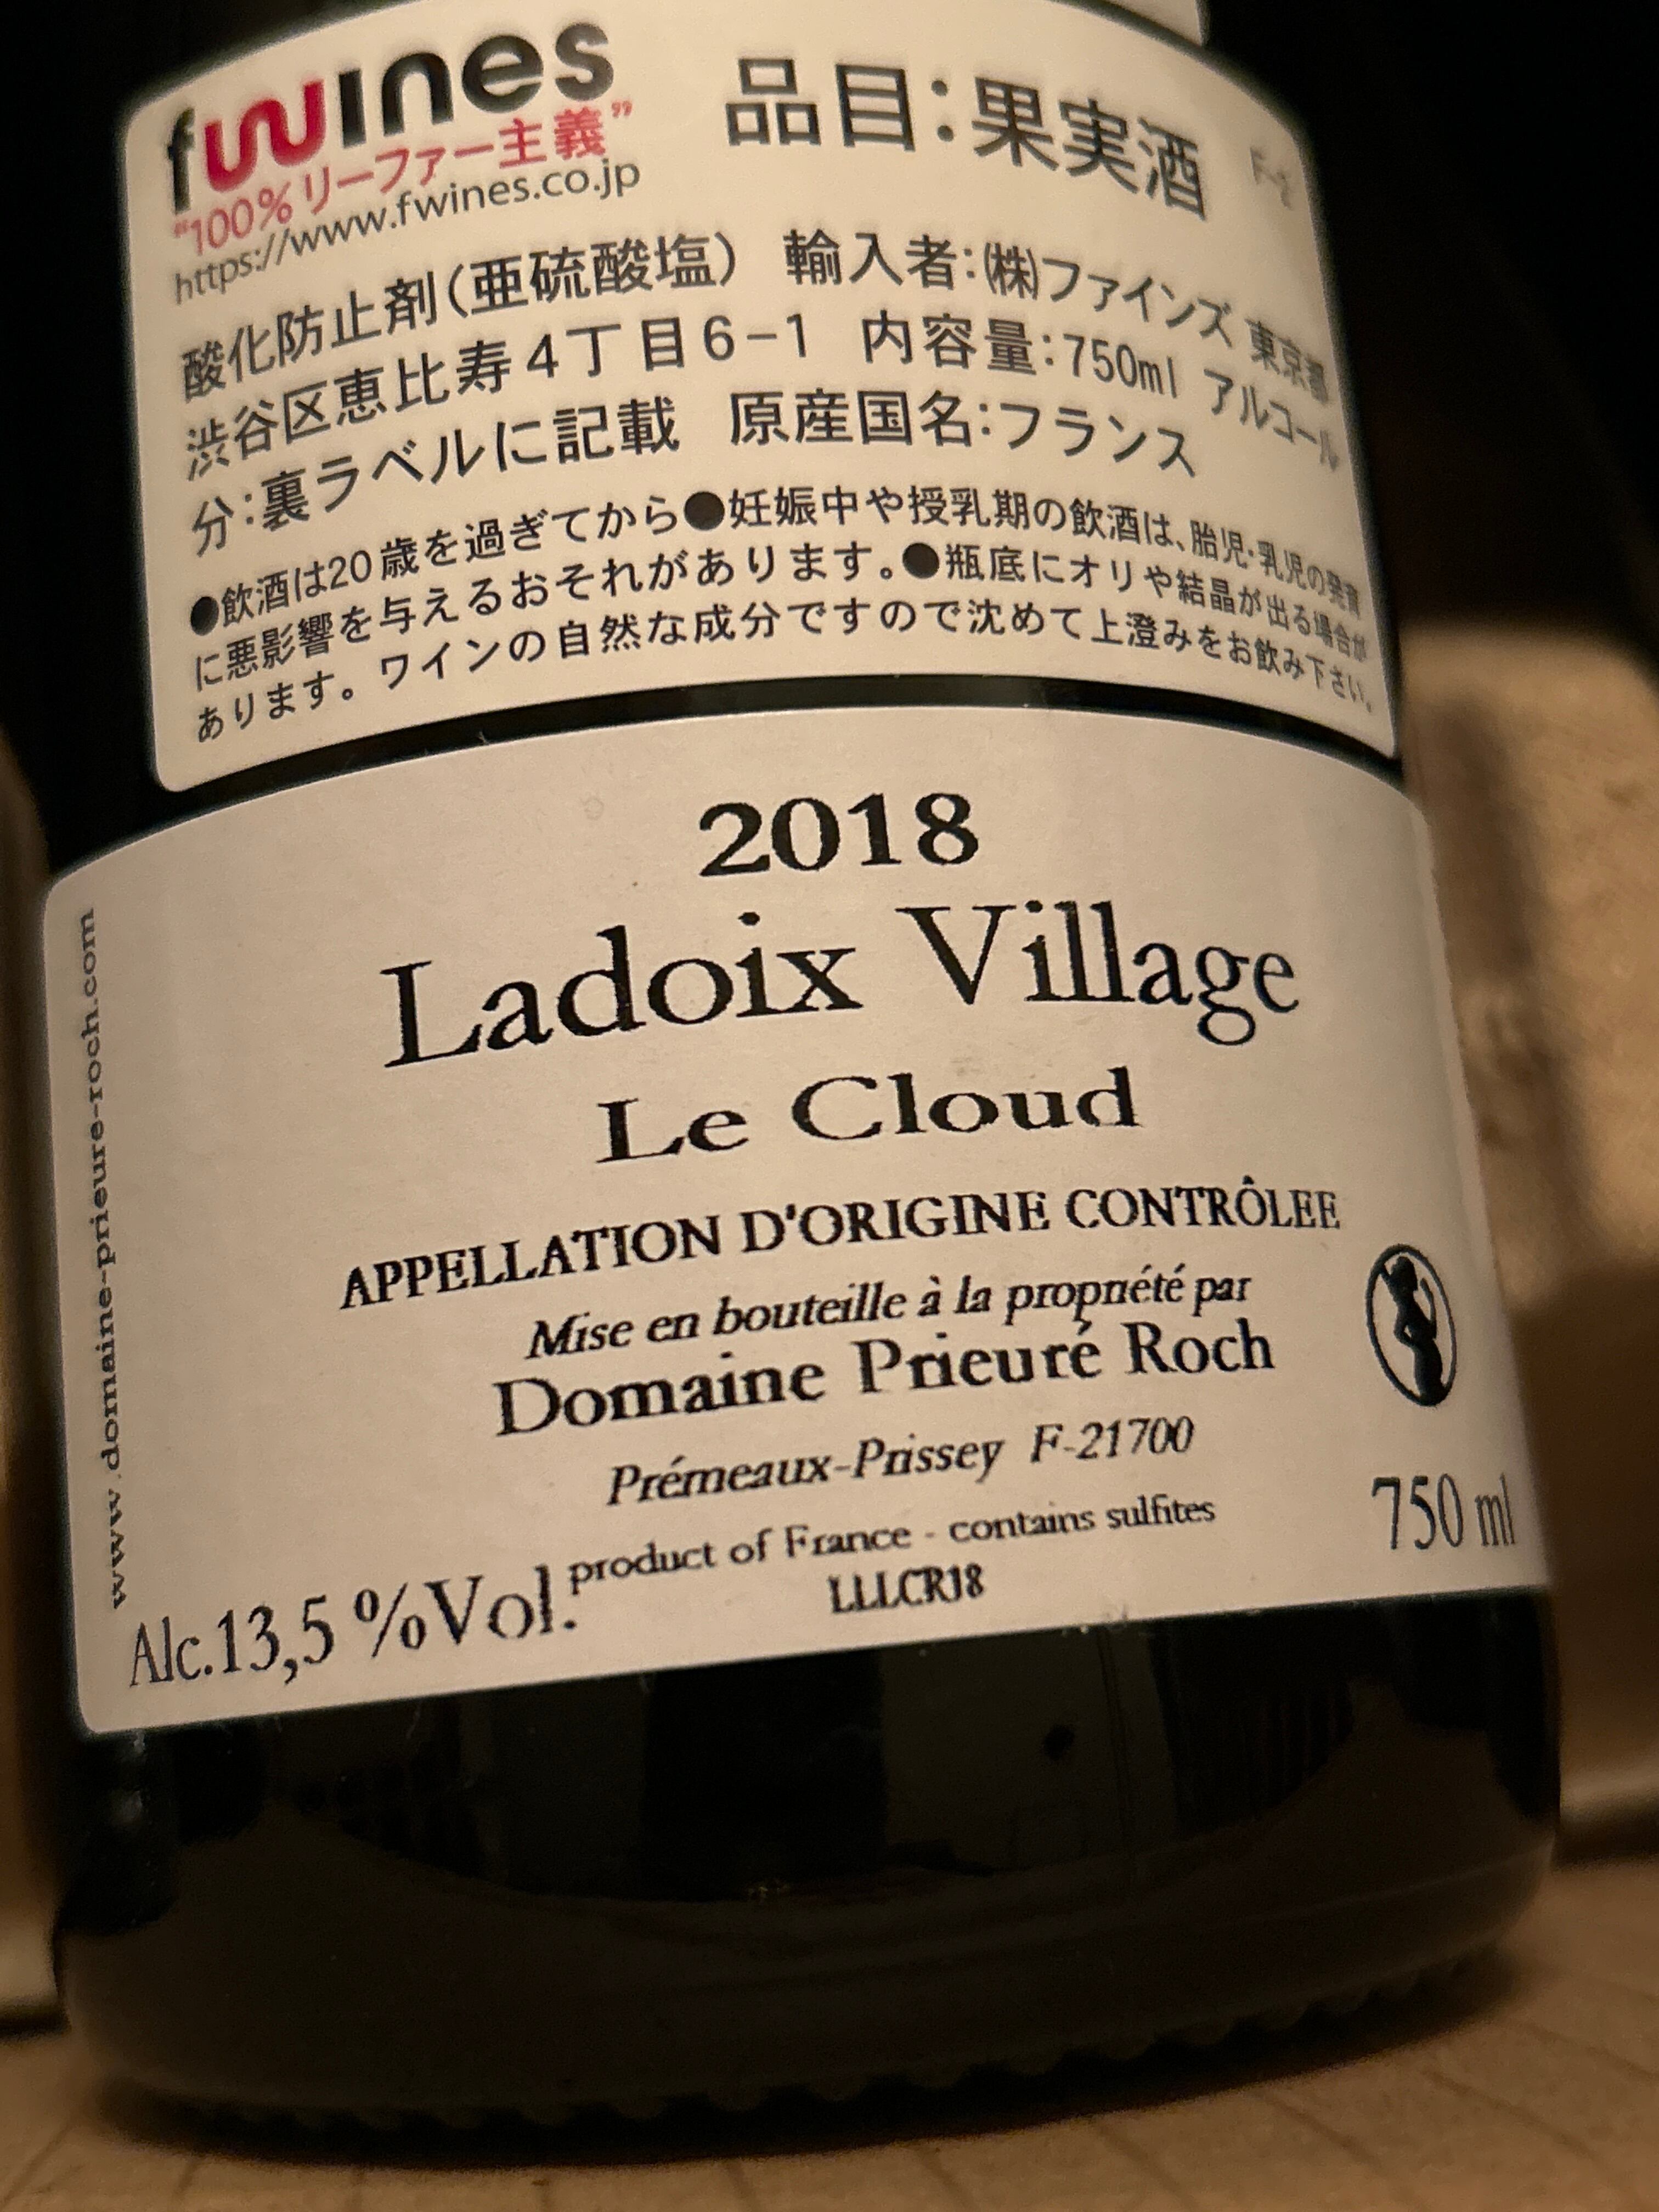 fwines
"100%リーファー主義"
https://www.fwines.co.jp
品目:果実酒
酸化防止剤(亜硫酸塩) 輸入者:㈱ファインズ 東京都
渋谷区恵比寿4丁目6-1 内容量:750ml アルコール
分:裏ラベルに記載 原産国名:フランス
●飲酒は20歳を過ぎてから●妊娠中や授乳期の飲酒は、胎児・乳児の発育
に悪影響を与えるおそれがあります。●瓶底にオリや結晶が出る場合が
あります。ワインの自然な成分ですので沈めて上澄みをお飲み下さい。
2018
Ladoix Village
Le Cloud
APPELLATION D'ORIGINE CONTRÔLEE
Mise en bouteille à la propriété par
Domaine Prieuré Roch
Prémeaux-Prissey F-21700
product of France - contains sulfites
LLLCR18
Alc.13,5 %Vol.
750 ml
www.domaine-prieure-roch.com